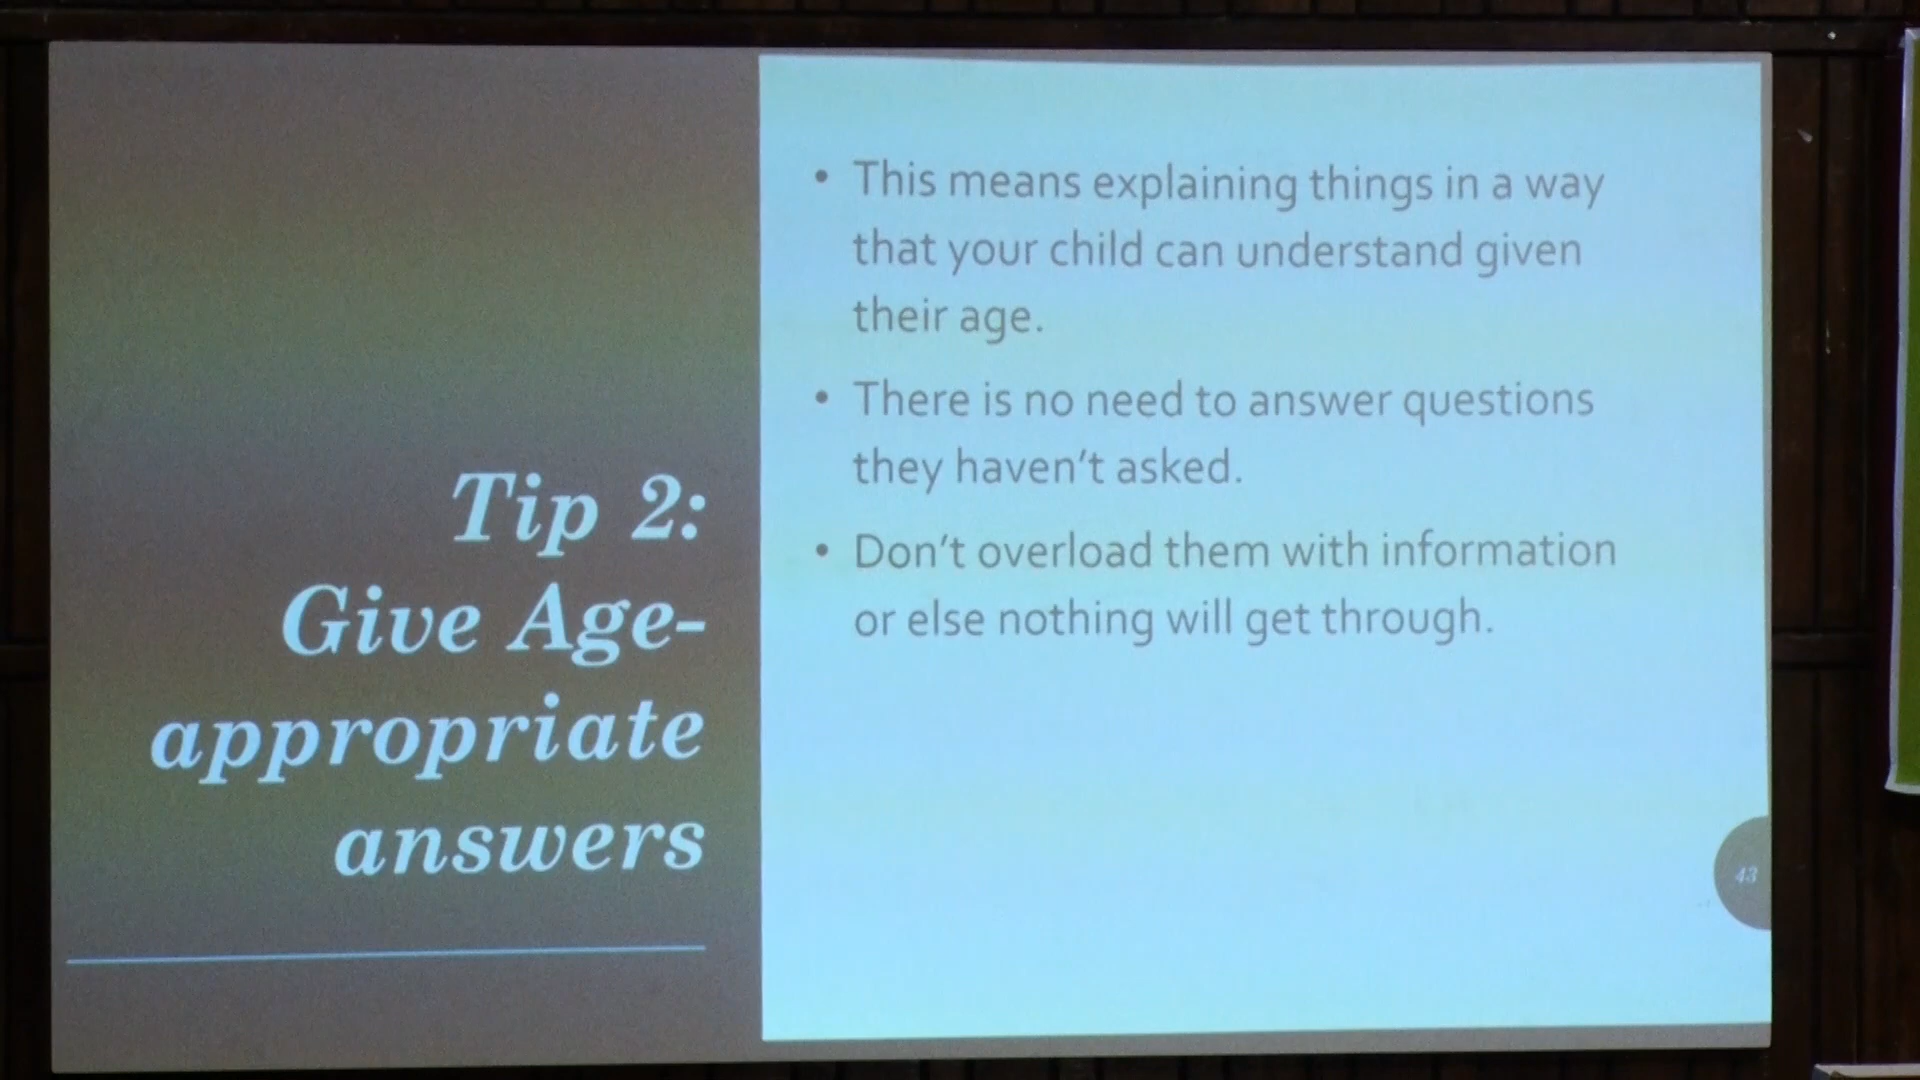 Tip 2:
Give Age-
appropriate
answers
• This means explaining things in a way
that your child can understand given
their age.
• There is no need to answer questions
they haven't asked.
• Don't overload them with information
or else nothing will get through.
43